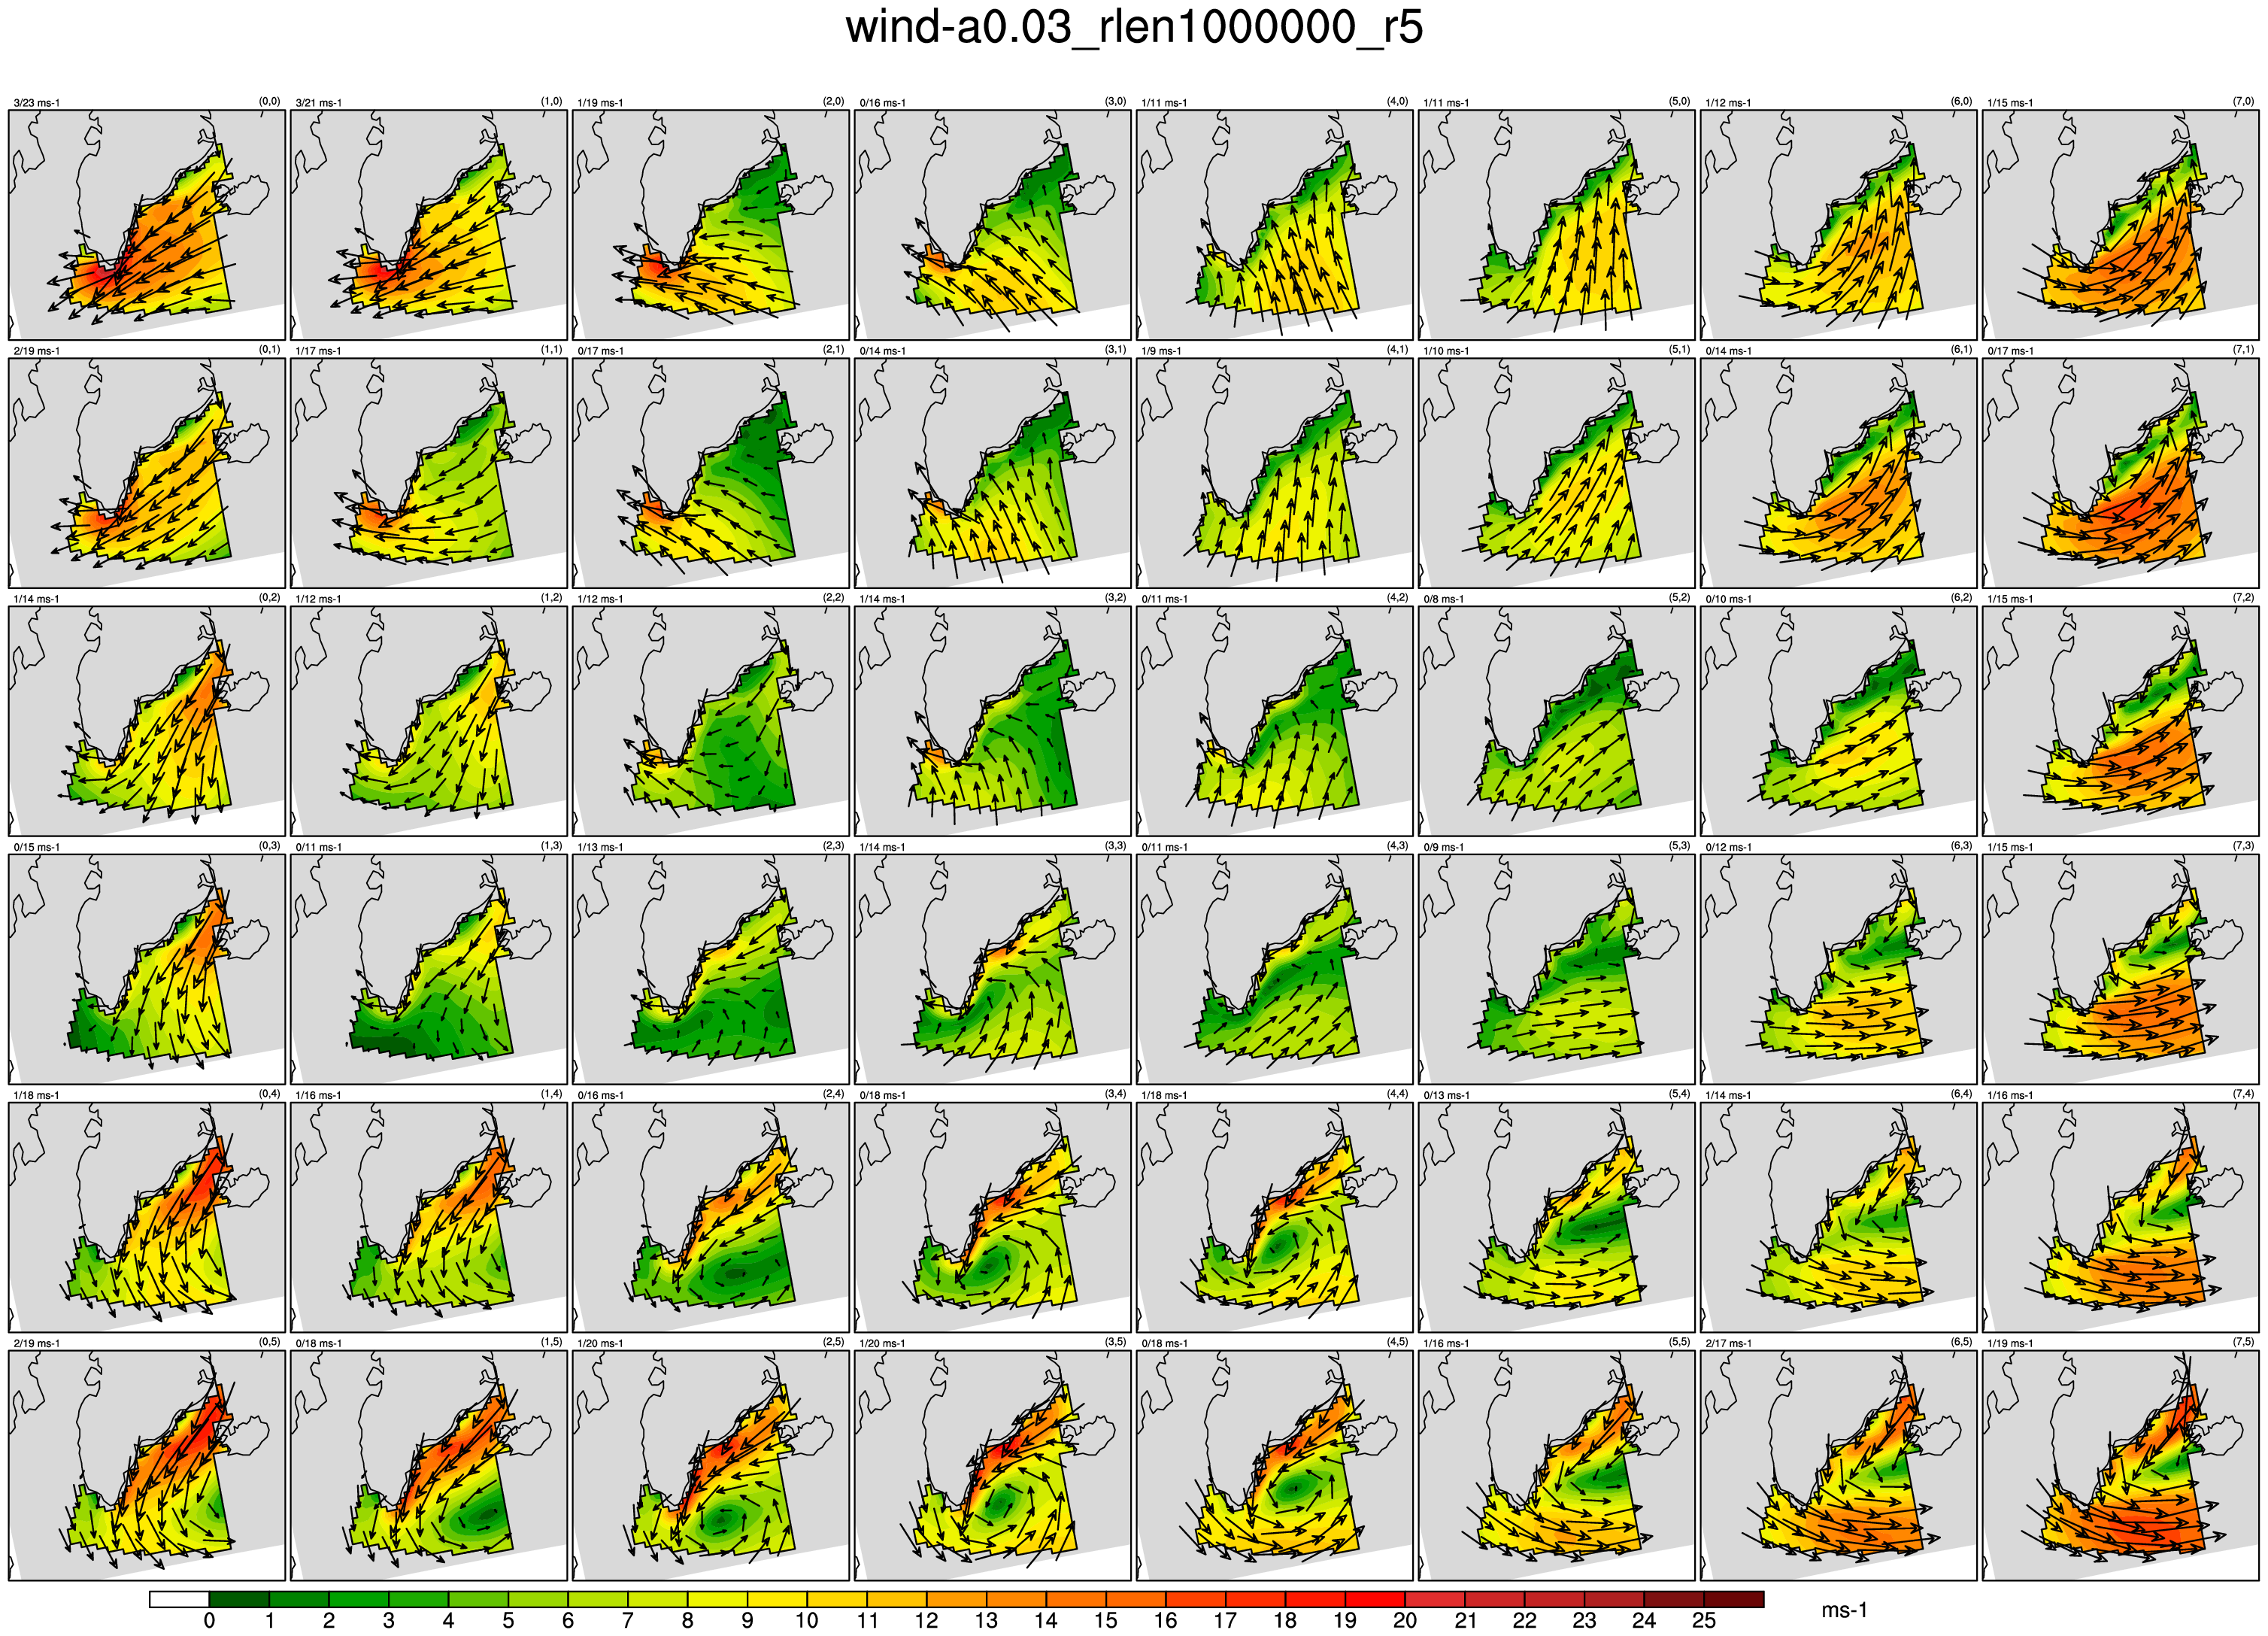 wind-a0.03_rlen1000000_r5
3/23 ms-1 (0,0) 3/21 ms-1 (1,0) 1/19 ms-1 (2,0) 0/16 ms-1 (3,0) 1/11 ms-1 (4,0) 1/11 ms-1 (5,0) 1/12 ms-1 (6,0) 1/15 ms-1 (7,0)
2/19 ms-1 (0,1) 1/17 ms-1 (1,1) 0/17 ms-1 (2,1) 0/14 ms-1 (3,1) 1/9 ms-1 (4,1) 1/10 ms-1 (5,1) 0/14 ms-1 (6,1) 0/17 ms-1 (7,1)
1/14 ms-1 (0,2) 1/12 ms-1 (1,2) 1/12 ms-1 (2,2) 1/14 ms-1 (3,2) 0/11 ms-1 (4,2) 0/8 ms-1 (5,2) 0/10 ms-1 (6,2) 1/15 ms-1 (7,2)
0/15 ms-1 (0,3) 0/11 ms-1 (1,3) 1/13 ms-1 (2,3) 1/14 ms-1 (3,3) 0/11 ms-1 (4,3) 0/9 ms-1 (5,3) 0/12 ms-1 (6,3) 1/15 ms-1 (7,3)
1/18 ms-1 (0,4) 1/16 ms-1 (1,4) 0/16 ms-1 (2,4) 0/18 ms-1 (3,4) 1/18 ms-1 (4,4) 0/13 ms-1 (5,4) 1/14 ms-1 (6,4) 1/16 ms-1 (7,4)
2/19 ms-1 (0,5) 0/18 ms-1 (1,5) 1/20 ms-1 (2,5) 1/20 ms-1 (3,5) 0/18 ms-1 (4,5) 1/16 ms-1 (5,5) 2/17 ms-1 (6,5) 1/19 ms-1 (7,5)
0 1 2 3 4 5 6 7 8 9 10 11 12 13 14 15 16 17 18 19 20 21 22 23 24 25 ms-1